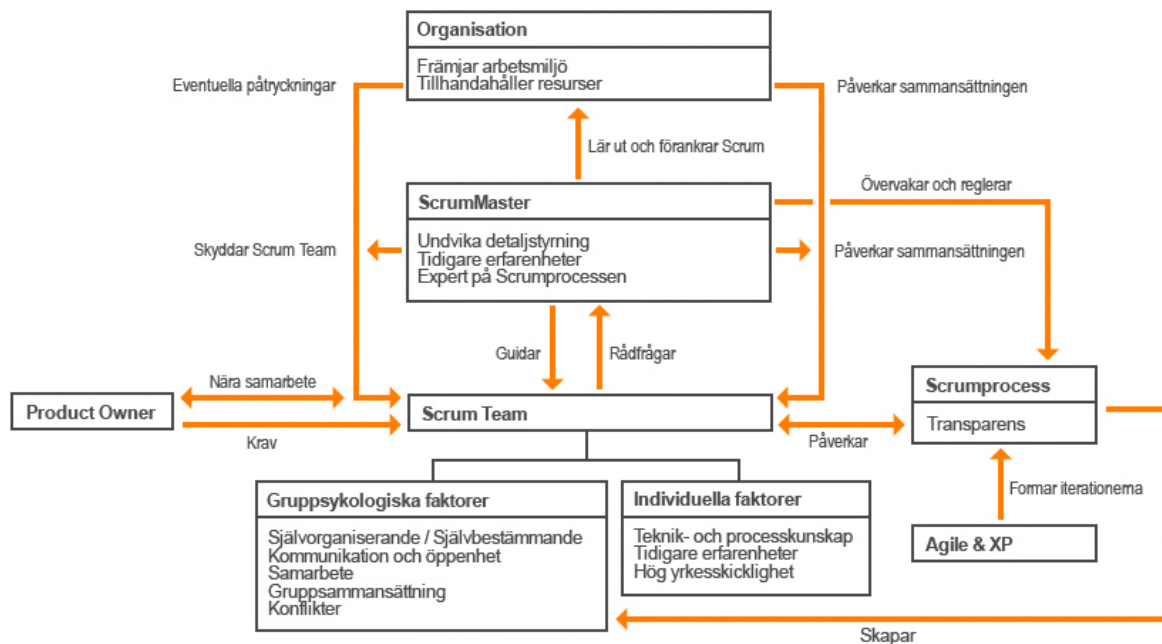 Organisation
Främjar arbetsmiljö
Tillhandahåller resurser
Eventuella påtryckningar
Påverkar sammansättningen
Lär ut och förankrar Scrum
Övervakar och reglerar
ScrumMaster
Undvika detaljstyrning
Tidigare erfarenheter
Expert på Scrumprocessen
Skyddar Scrum Team
Påverkar sammansättningen
Guidar
Rådfrågar
Nära samarbete
Product Owner
Krav
Scrum Team
Påverkar
Scrumprocess
Transparens
Formar iterationerna
Agile & XP
Gruppsykologiska faktorer
Självorganiserande / Självbestämmande
Kommunikation och öppenhet
Samarbete
Gruppsammansättning
Konflikter
Individuella faktorer
Teknik- och processkunskap
Tidigare erfarenheter
Hög yrkesskicklighet
Skapar